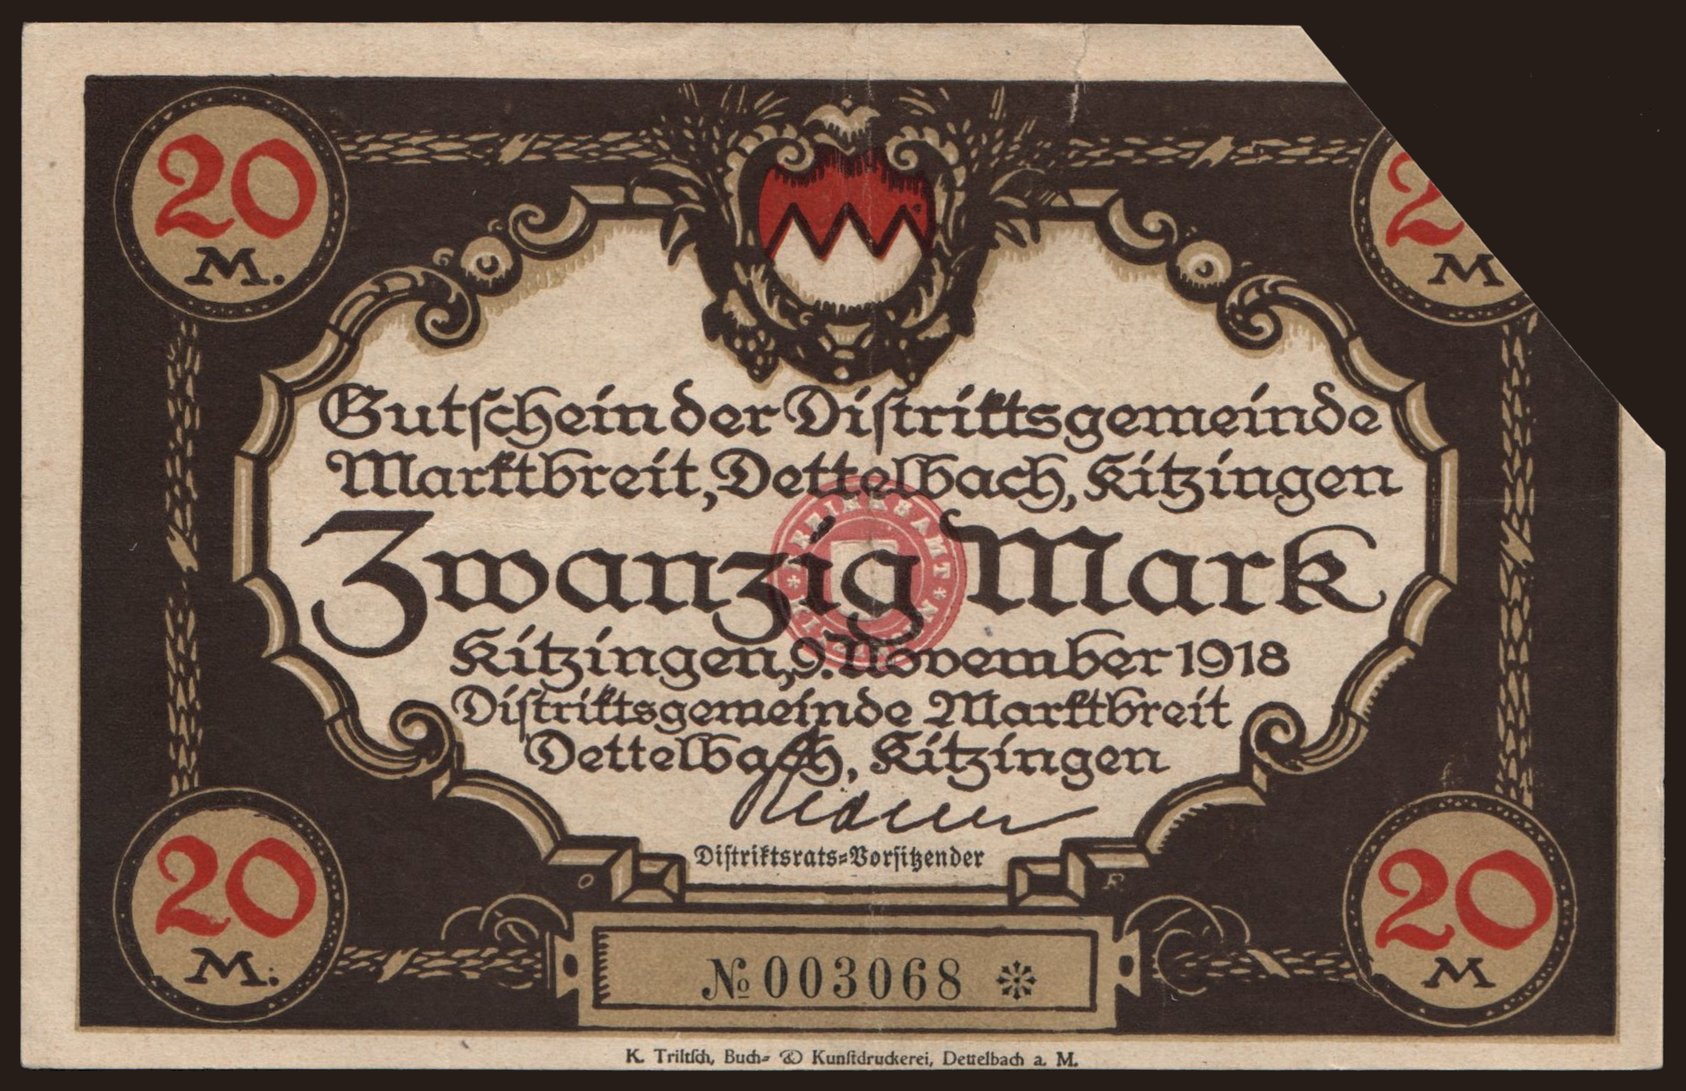 20 M.
2 M
Gutschein der Distriktsgemeinde
Marktbreit, Dettelbach, Kitzingen
Zwanzig Mark
BEZIRKSAMT
Kitzingen, 9. November 1918
Distriktsgemeinde Marktbreit
Dettelbach, Kitzingen
Distriktsrats-Vorsitzender
O F.
20 M.
20 M
№ 003068 *
K. Triltsch, Buch- & Kunstdruckerei, Dettelbach a. M.